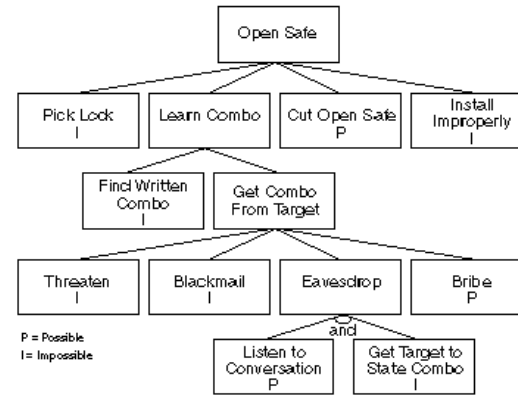 Open Safe
Pick Lock
I
Learn Combo
Cut Open Safe
P
Install
Improperly
I
Find Written
Combo
I
Get Combo
From Target
Threaten
I
Blackmail
I
Eavesdrop
Bribe
P
and
P = Possible
I = Impossible
Listen to
Conversation
P
Get Target to
State Combo
I